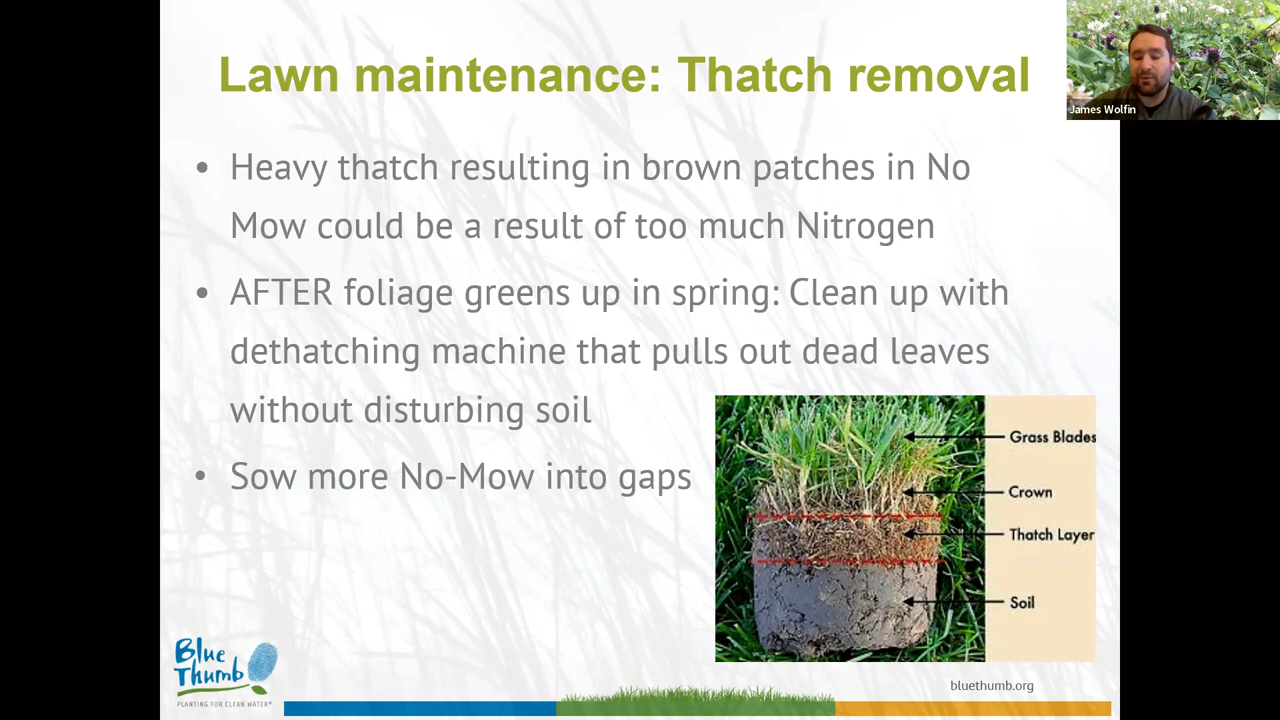 Lawn maintenance: Thatch removal
James Wolfin
• Heavy thatch resulting in brown patches in No
Mow could be a result of too much Nitrogen
• AFTER foliage greens up in spring: Clean up with
dethatching machine that pulls out dead leaves
without disturbing soil
• Sow more No-Mow into gaps
Grass Blades
Crown
Thatch Layer
Soil
Blue
Thumb
PLANTING FOR CLEAN WATER®
bluethumb.org